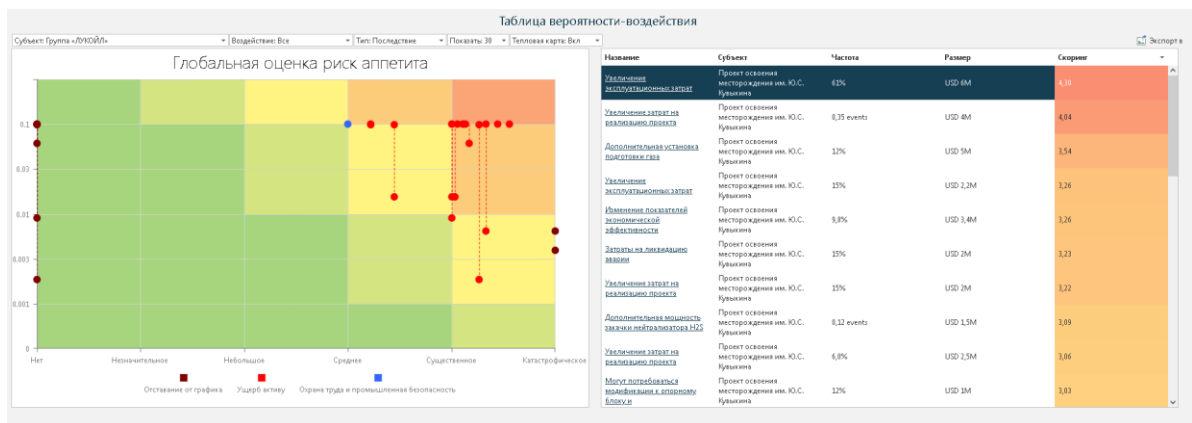 Таблица вероятности-воздействия
Субъект: Группа «ЛУКОЙЛ» Воздействие: Все Тип: Последствие Показать: 30 Тепловая карта: Вкл
Экспорт в
Глобальная оценка риск аппетита
0.1
0.03
0.01
0.003
0.001
0
Нет Незначительное Небольшое Среднее Существенное Катастрофическое
Отставание от графика Ущерб активу Охрана труда и промышленная безопасность
Название Субъект Частота Размер Скоринг
Увеличение эксплуатационных затрат Проект освоения месторождения им. Ю.С. Кувыкина 61% USD 6M 4,30
Увеличение затрат на реализацию проекта Проект освоения месторождения им. Ю.С. Кувыкина 0,35 events USD 4M 4,04
Дополнительная установка подготовки газа Проект освоения месторождения им. Ю.С. Кувыкина 12% USD 5M 3,54
Увеличение эксплуатационных затрат Проект освоения месторождения им. Ю.С. Кувыкина 15% USD 2,2M 3,26
Изменение показателей экономической эффективности Проект освоения месторождения им. Ю.С. Кувыкина 9,8% USD 3,4M 3,26
Затраты на ликвидацию аварии Проект освоения месторождения им. Ю.С. Кувыкина 15% USD 2M 3,23
Увеличение затрат на реализацию проекта Проект освоения месторождения им. Ю.С. Кувыкина 15% USD 2M 3,22
Дополнительная мощность закачки нейтрализатора H2S Проект освоения месторождения им. Ю.С. Кувыкина 0,12 events USD 1,5M 3,09
Увеличение затрат на реализацию проекта Проект освоения месторождения им. Ю.С. Кувыкина 6,0% USD 2,5M 3,06
Могут потребоваться модификации к опорному блоку и Проект освоения месторождения им. Ю.С. Кувыкина 12% USD 1M 3,03